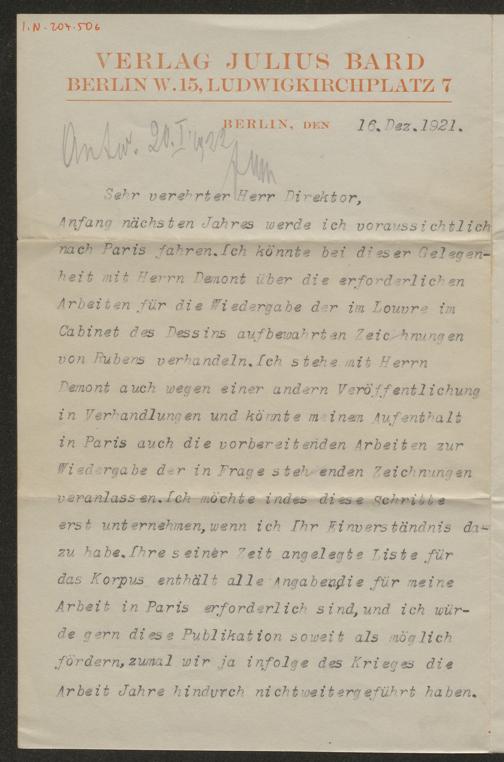 I.N-204.506
VERLAG JULIUS BARD
BERLIN W.15, LUDWIGKIRCHPLATZ 7
BERLIN, DEN 16.Dez.1921.
Antw. 20.I.1922
Sehr verehrter Herr Direktor,
Anfang nächsten Jahres werde ich voraussichtlich
nach Paris fahren.Ich könnte bei dieser Gelegen-
heit mit Herrn Demont über die erforderlichen
Arbeiten für die Wiedergabe der im Louvre im
Cabinet des Dessins aufbewahrten Zeichnungen
von Rubens verhandeln.Ich stehe mit Herrn
Demont auch wegen einer andern Veröffentlichung
in Verhandlungen und könnte meinen Aufenthalt
in Paris auch die vorbereitenden Arbeiten zur
Wiedergabe der in Frage stehenden Zeichnungen
veranlassen.Ich möchte indes diese Schritte
erst unternehmen,wenn ich Ihr Einverständnis da-
zu habe.Ihre seiner Zeit angelegte Liste für
das Korpus enthält alle Angaben,die für meine
Arbeit in Paris erforderlich sind,und ich wür-
de gern diese Publikation soweit als möglich
fördern,zumal wir ja infolge des Krieges die
Arbeit Jahre hindurch nichtweitergeführt haben.